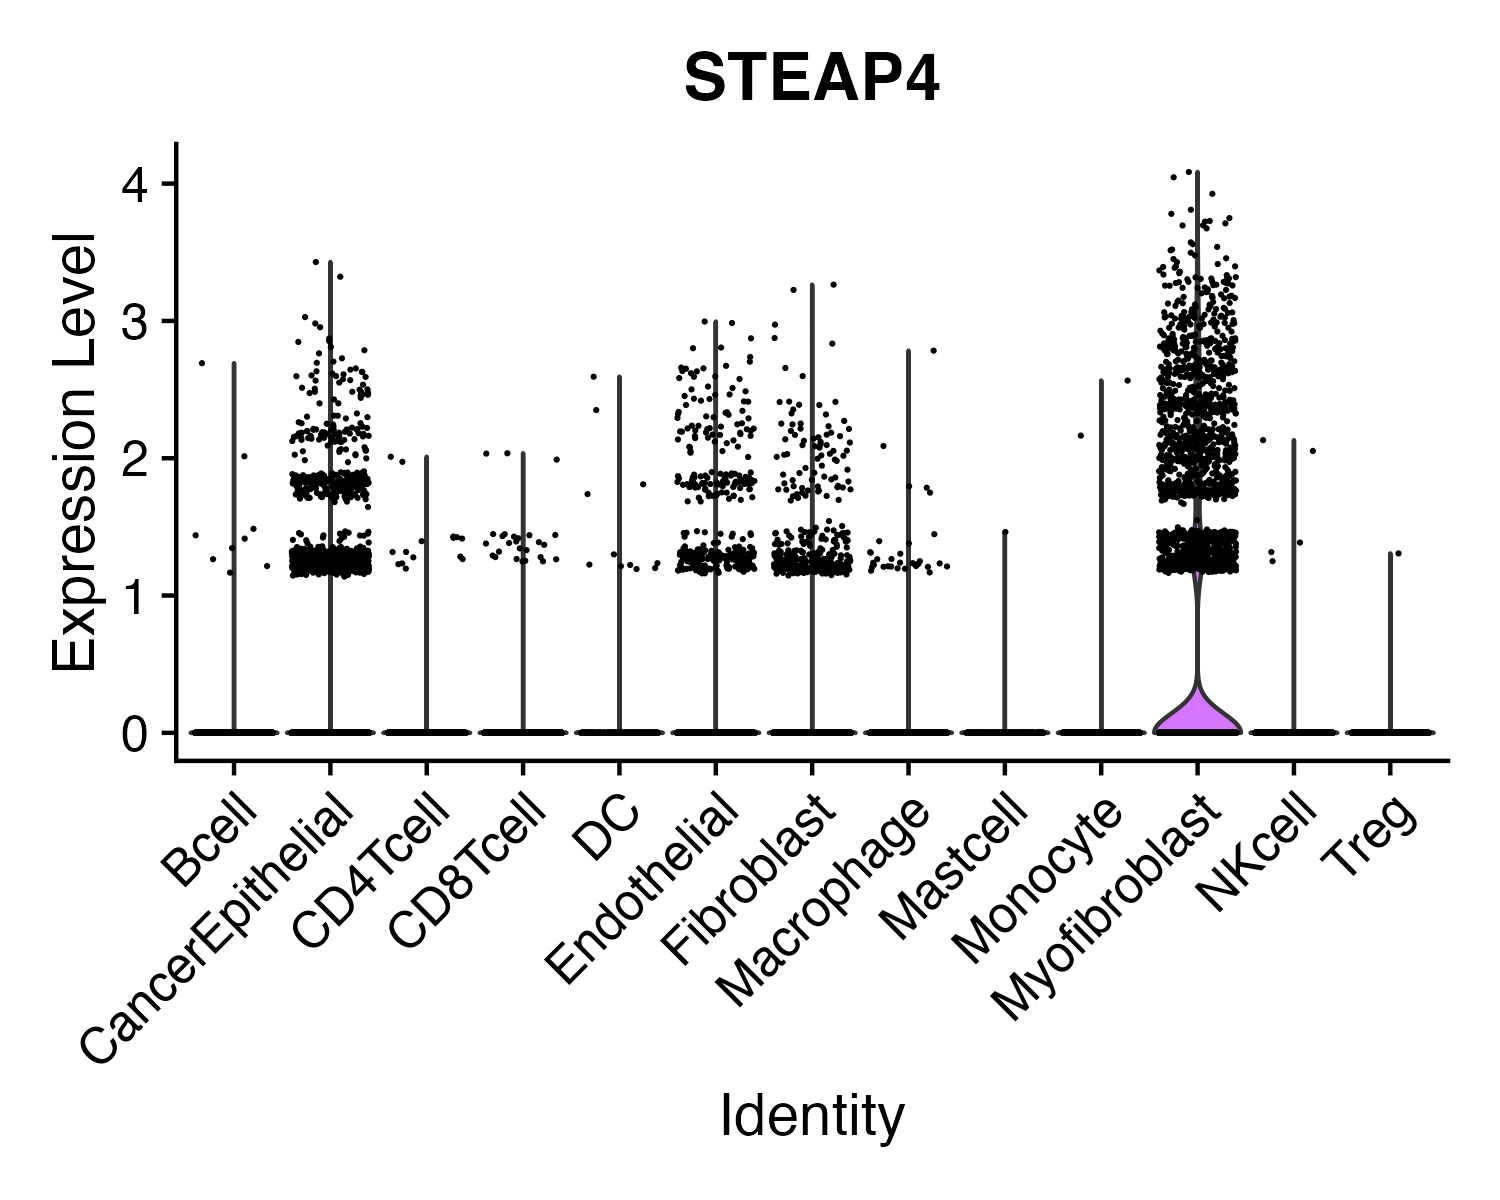 STEAP4
Expression Level
4
3
2
1
0
Bcell
CancerEpithelial
CD4Tcell
CD8Tcell
DC
Endothelial
Fibroblast
Macrophage
Mastcell
Monocyte
Myofibroblast
NKcell
Treg
Identity